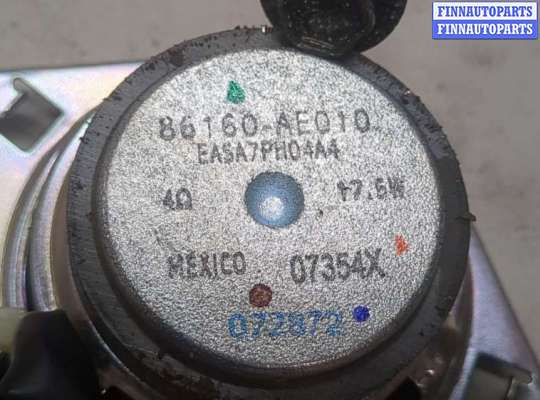 FINNAUTOPARTS
FINNAUTOPARTS
86160-AE010
EASA7PH04A4
4Ω 17.5W
MEXICO 07354X
072872